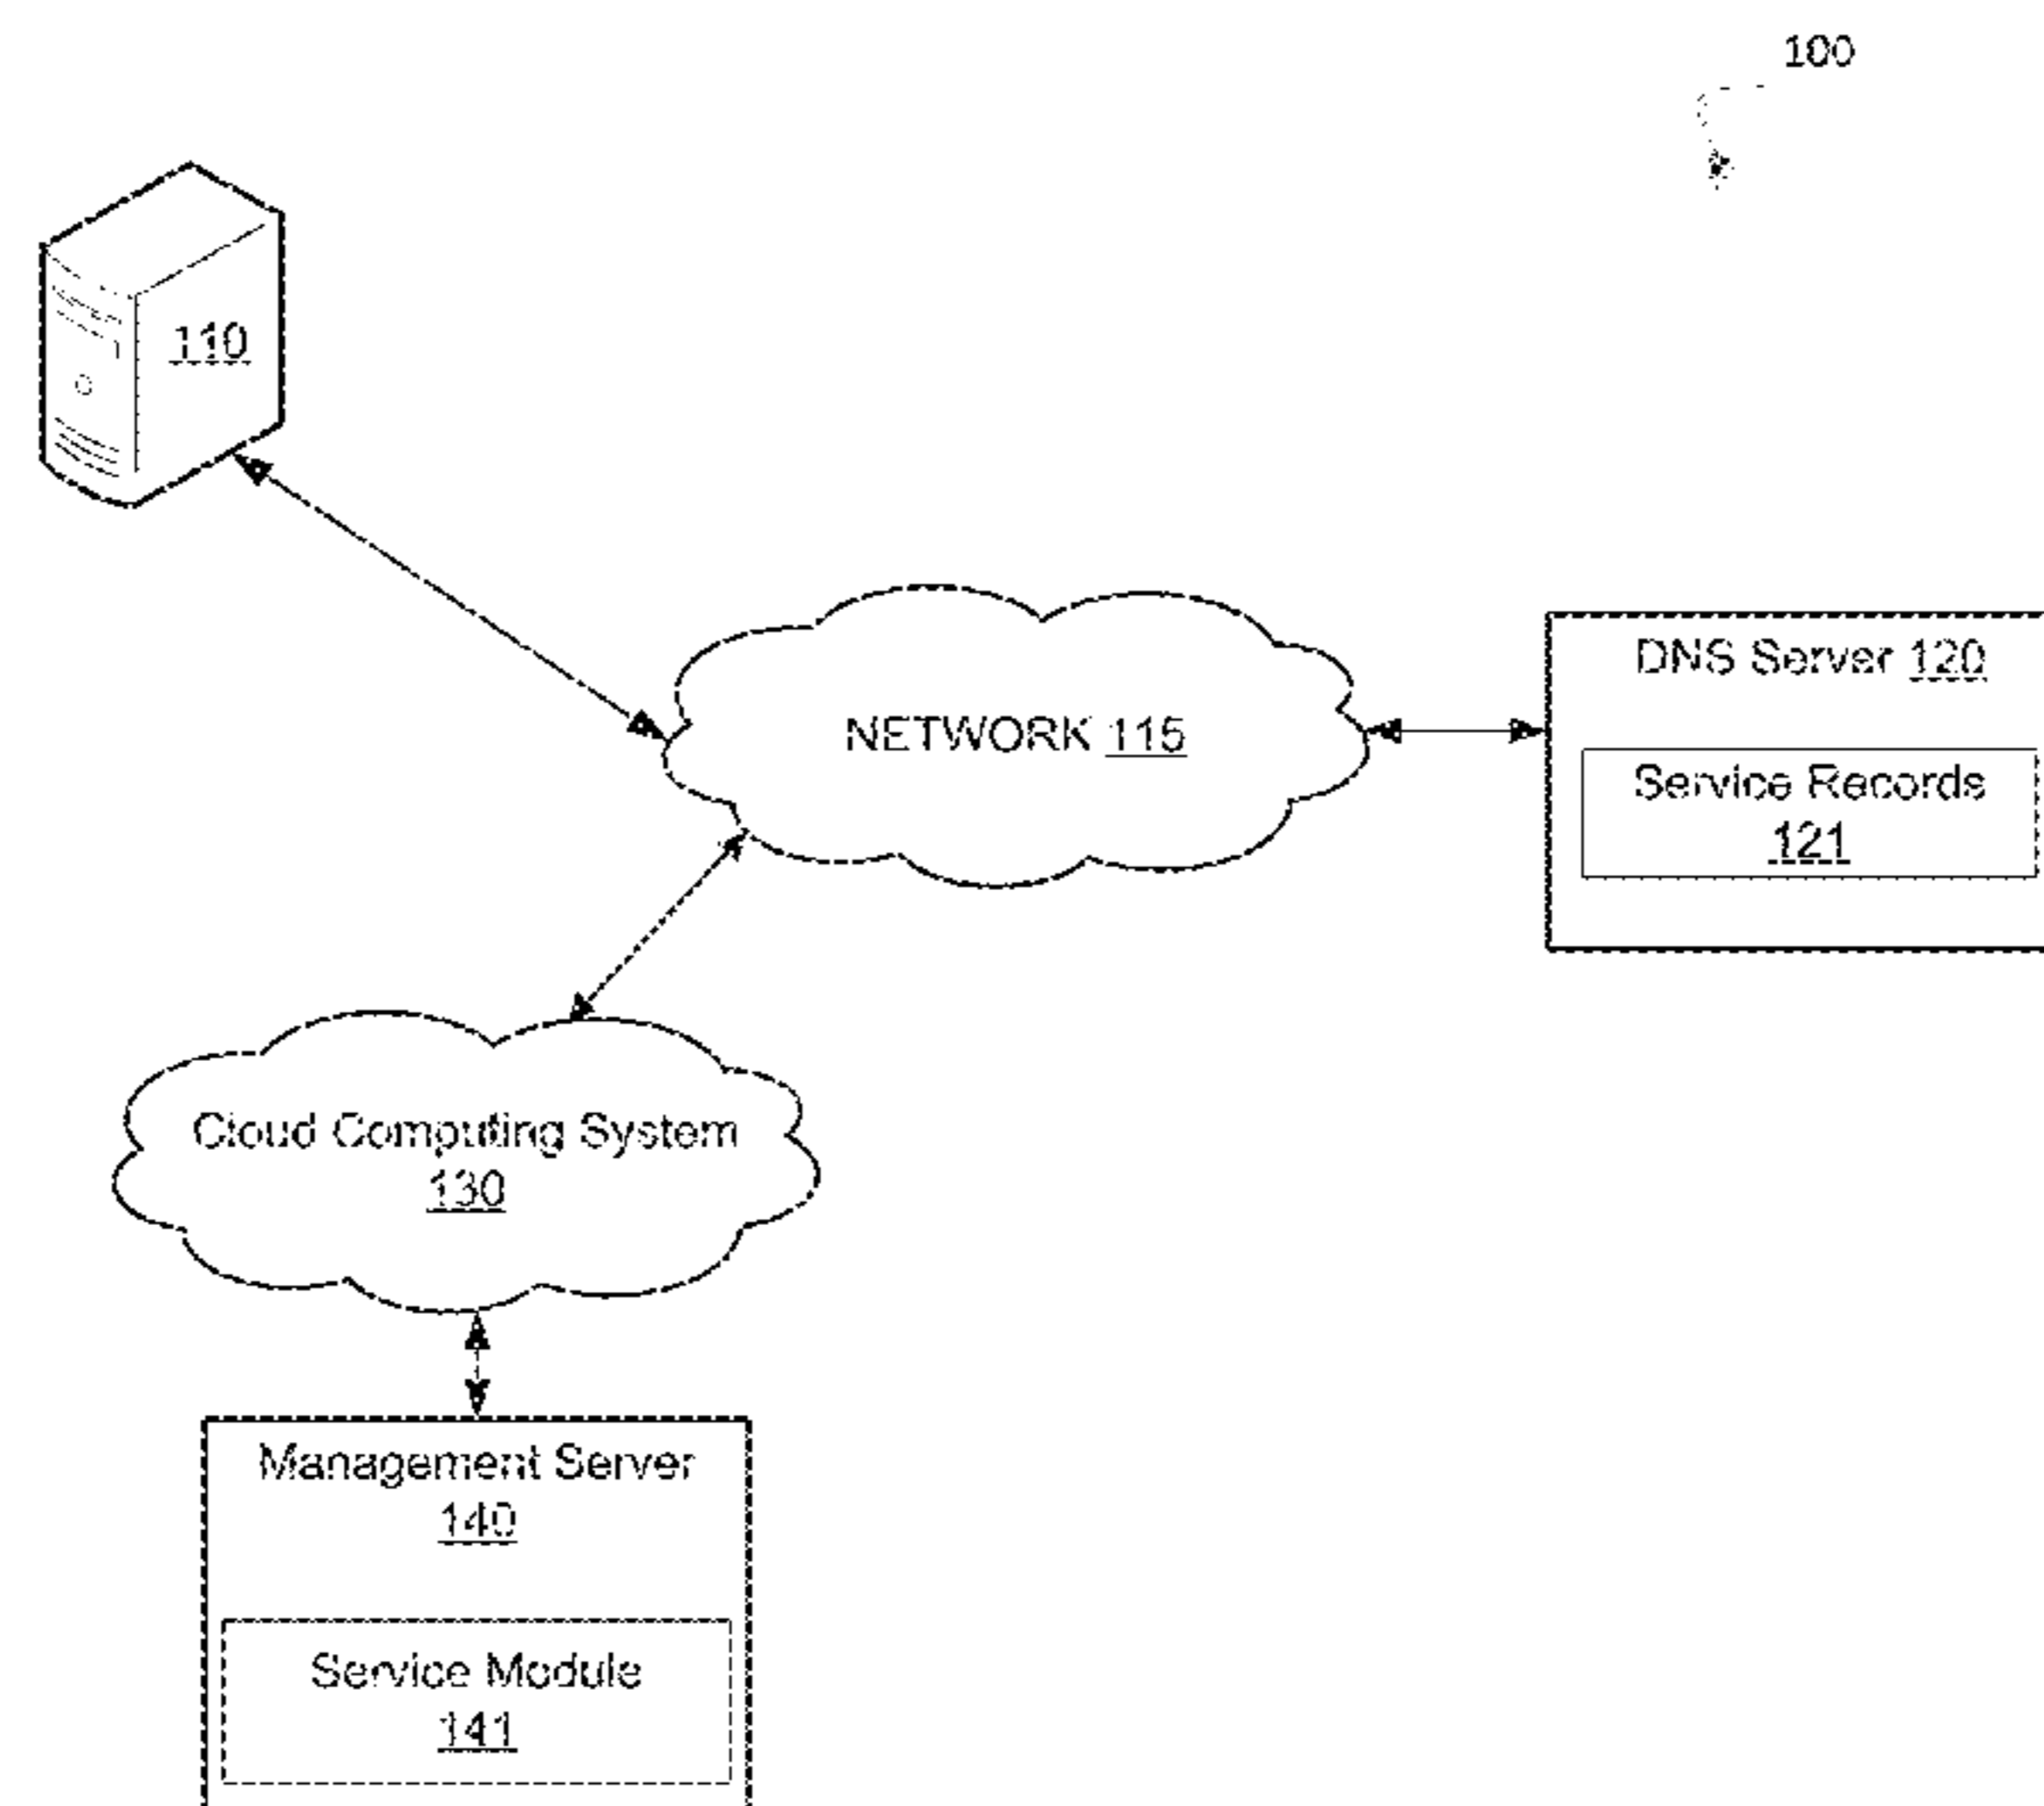 100
110
NETWORK 115
DNS Server 120
Service Records
121
Cloud Computing System
130
Management Server
140
Service Module
141